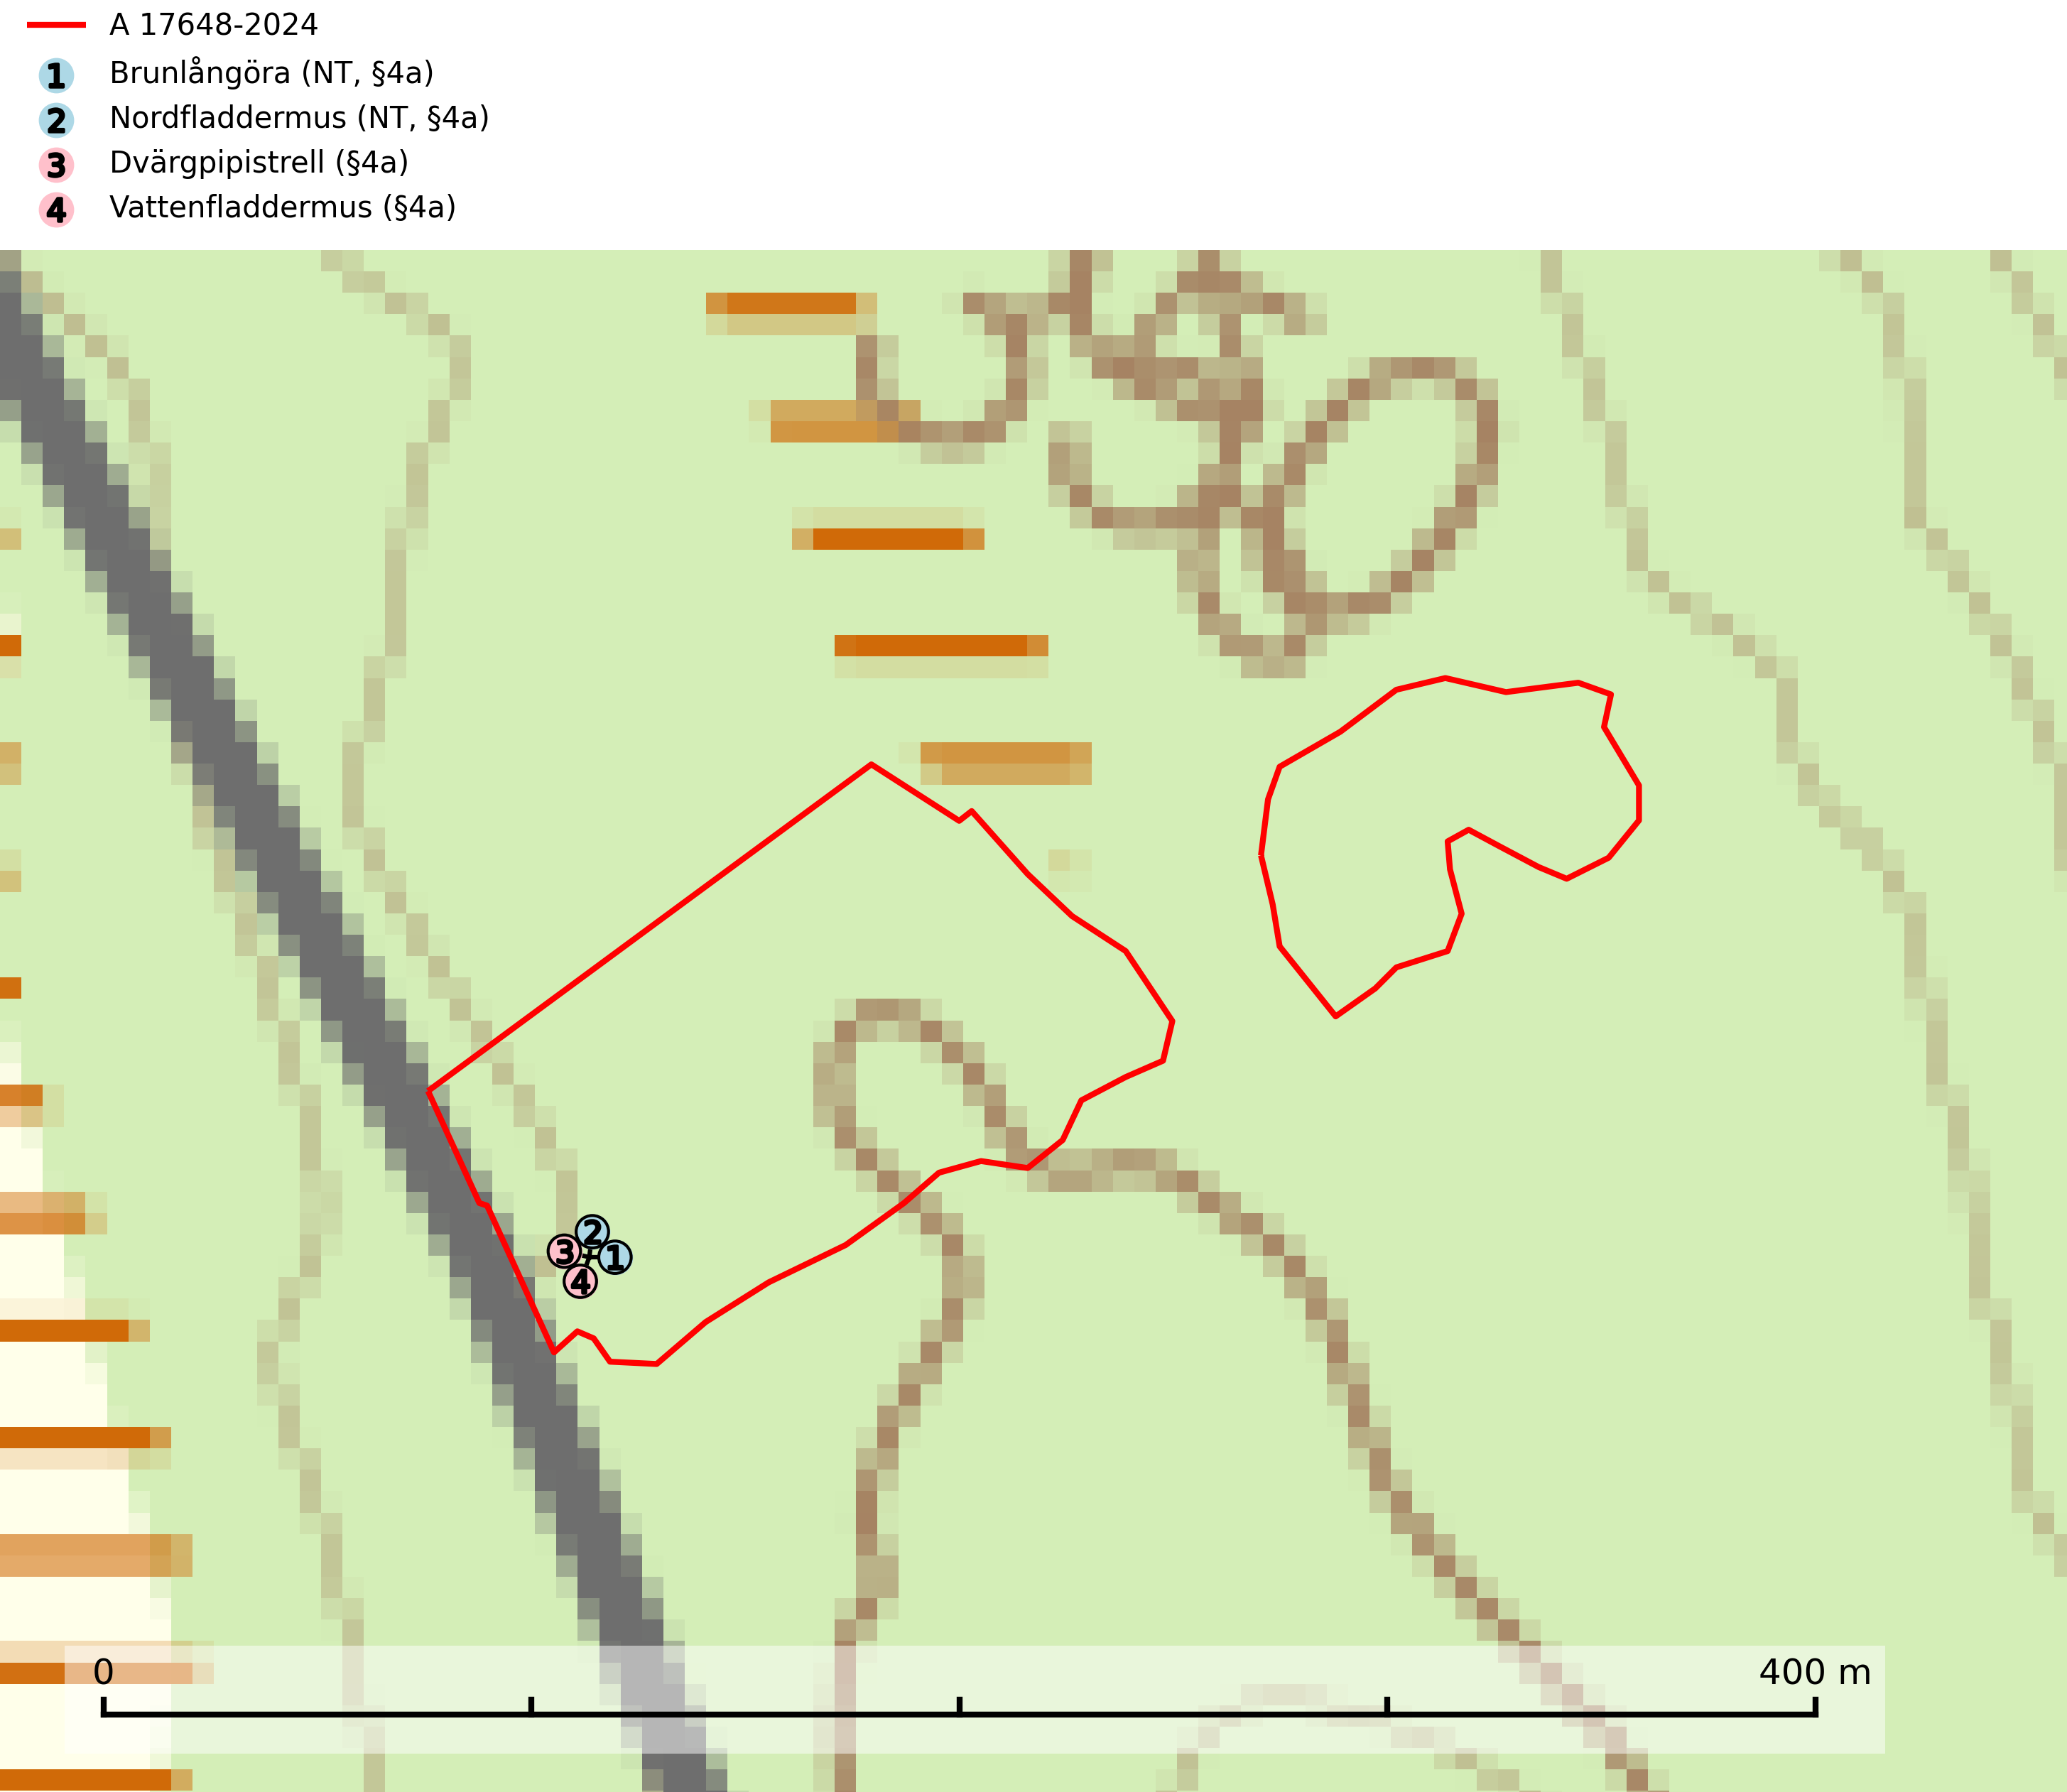 A 17648-2024
1 Brunlångöra (NT, §4a)
2 Nordfladdermus (NT, §4a)
3 Dvärgpipistrell (§4a)
4 Vattenfladdermus (§4a)
2
3 1
4
0 400 m